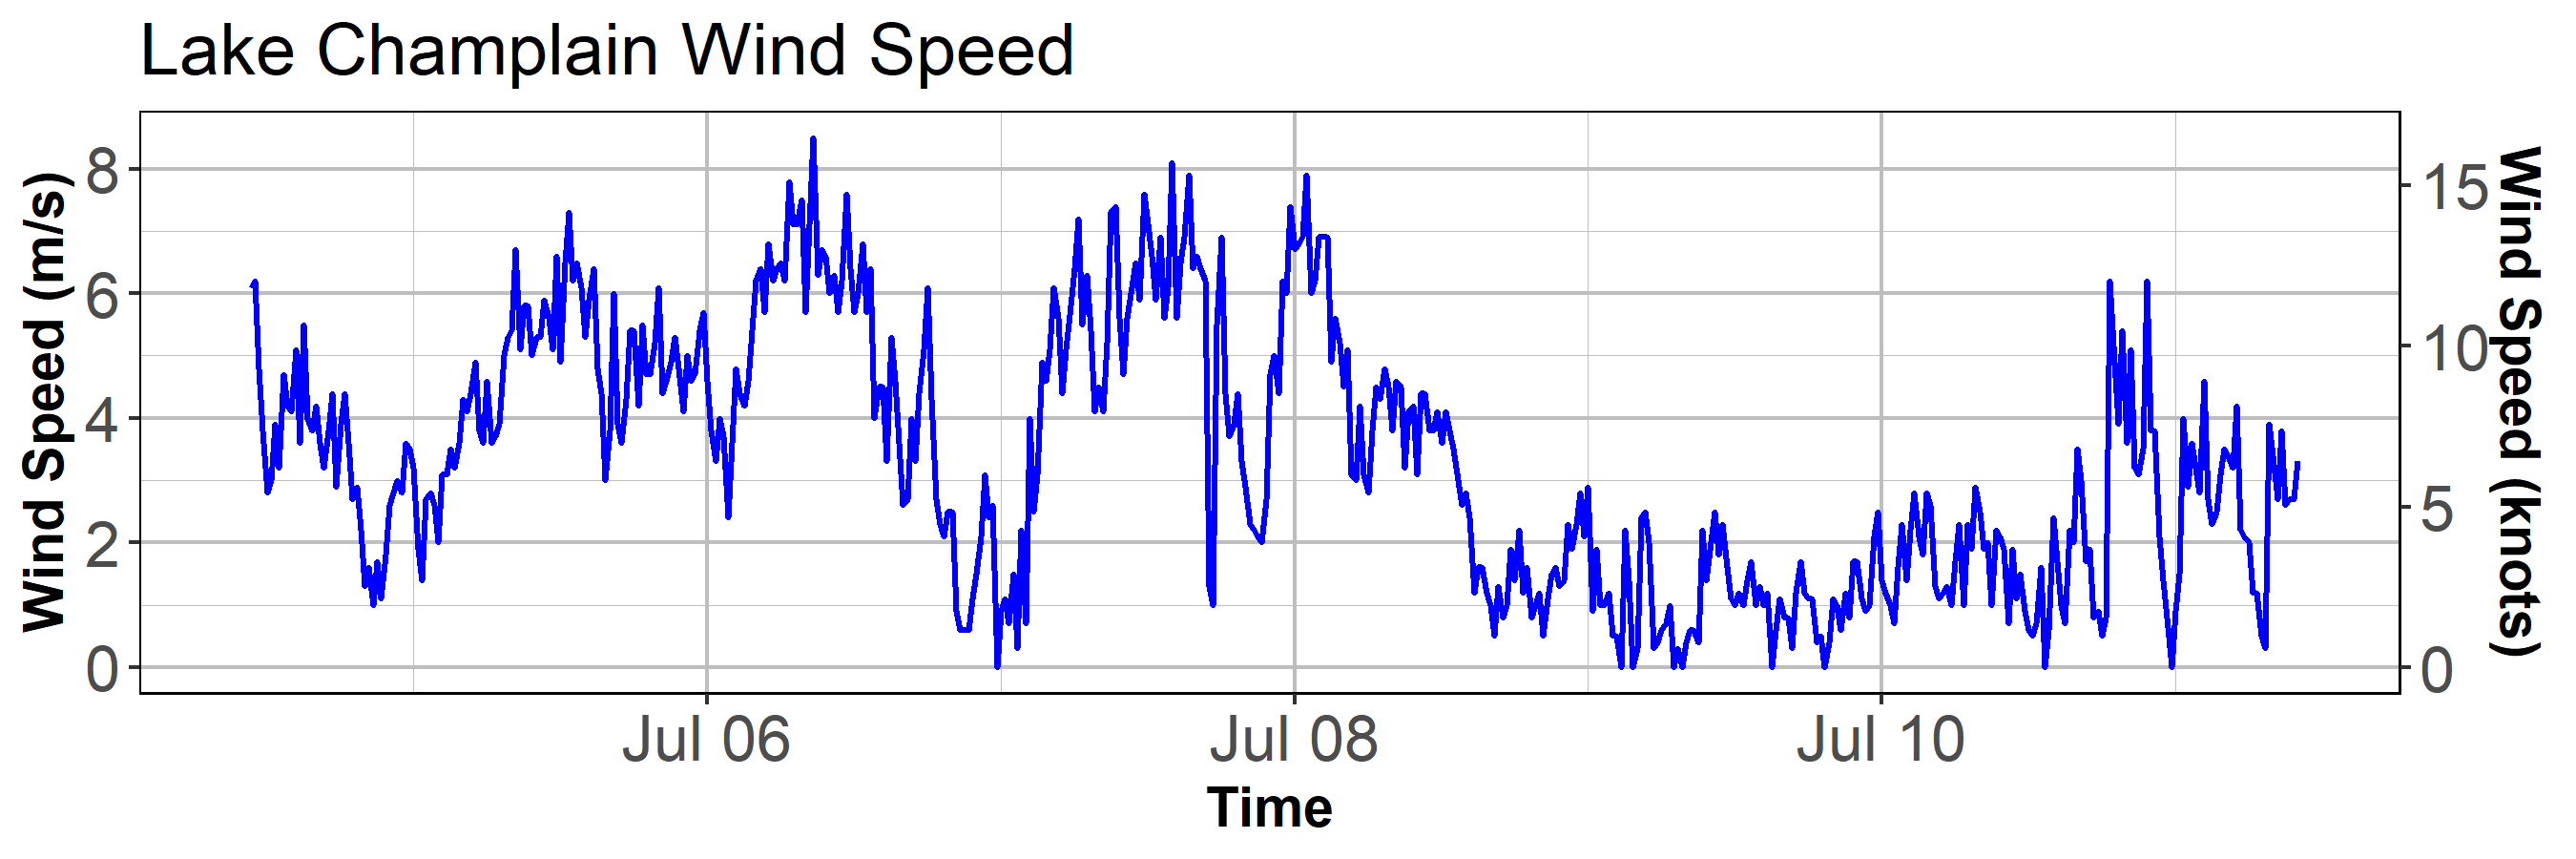 Lake Champlain Wind Speed
Wind Speed (m/s)
8
6
4
2
0
Wind Speed (knots)
15
10
5
0
Jul 06
Jul 08
Jul 10
Time